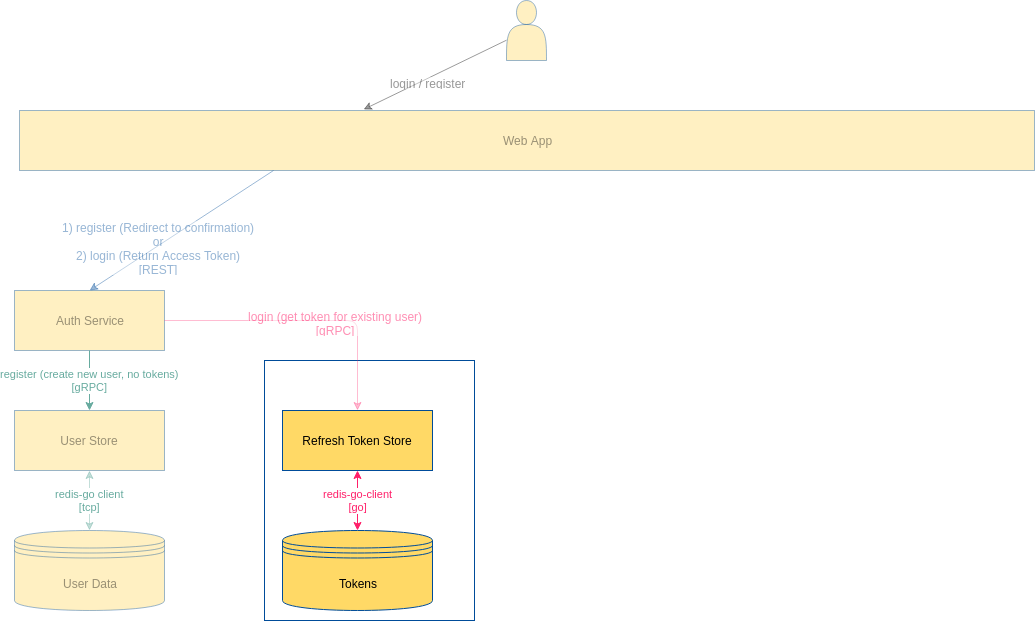 login / register
Web App
1) register (Redirect to confirmation)
or
2) login (Return Access Token)
[REST]
Auth Service
login (get token for existing user)
[gRPC]
register (create new user, no tokens)
[gRPC]
User Store
Refresh Token Store
redis-go client
[tcp]
redis-go-client
[go]
User Data
Tokens